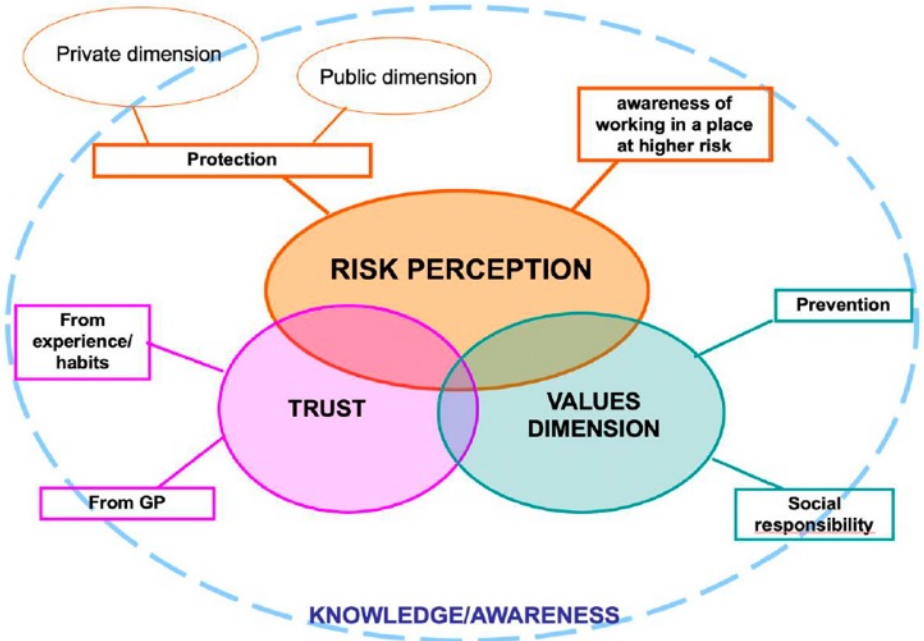 Private dimension
Public dimension
awareness of
working in a place
at higher risk
Protection
RISK PERCEPTION
From
experience/
habits
Prevention
TRUST
VALUES
DIMENSION
From GP
Social
responsibility
KNOWLEDGE/AWARENESS